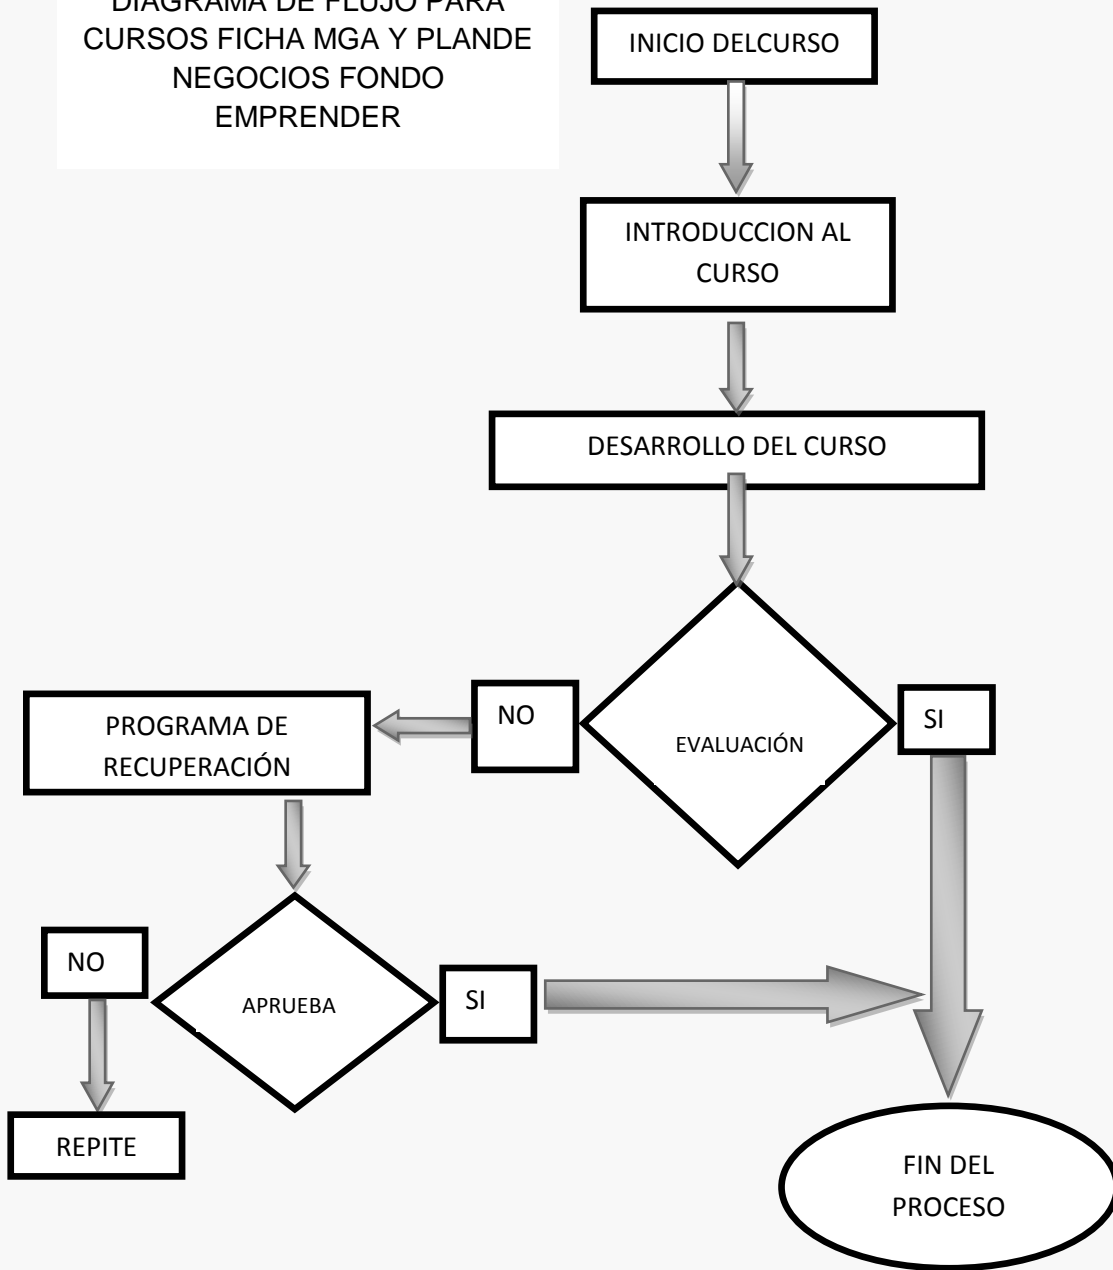 DIAGRAMA DE FLUJO PARA
CURSOS FICHA MGA Y PLANDE
NEGOCIOS FONDO
EMPRENDER
INICIO DELCURSO
INTRODUCCION AL
CURSO
DESARROLLO DEL CURSO
EVALUACIÓN
NO
SI
PROGRAMA DE
RECUPERACIÓN
APRUEBA
NO
SI
REPITE
FIN DEL
PROCESO